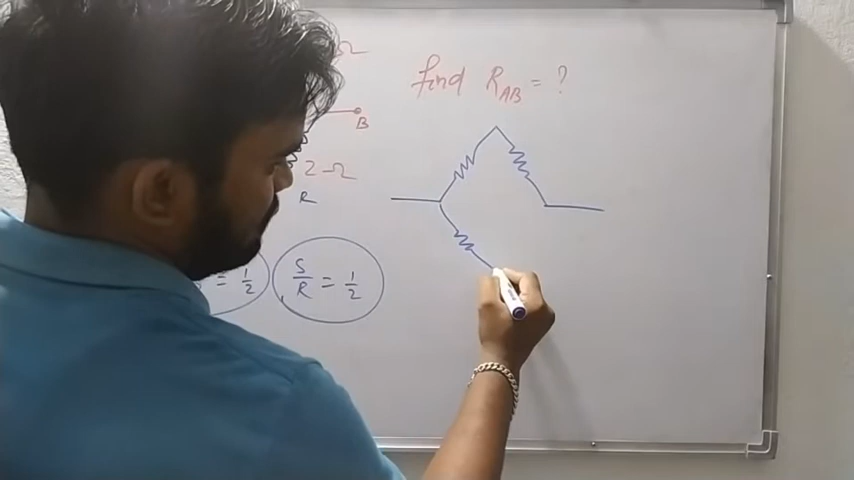 Ω
find R_AB = ?
B
2 Ω
R
= 1/2
S/R = 1/2